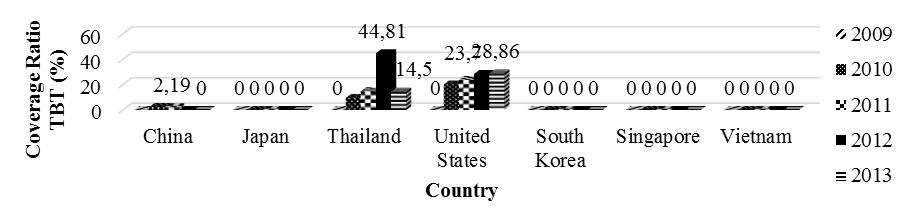 Coverage Ratio
TBT (%)
60
40
20
0
2,19
0
0 0 0 0 0
0
44,81
14,5
0
28,86
0 0 0 0 0
0 0 0 0 0
0 0 0 0 0
China
Japan
Thailand
United
States
South
Korea
Singapore
Vietnam
Country
2009
2010
2011
2012
2013